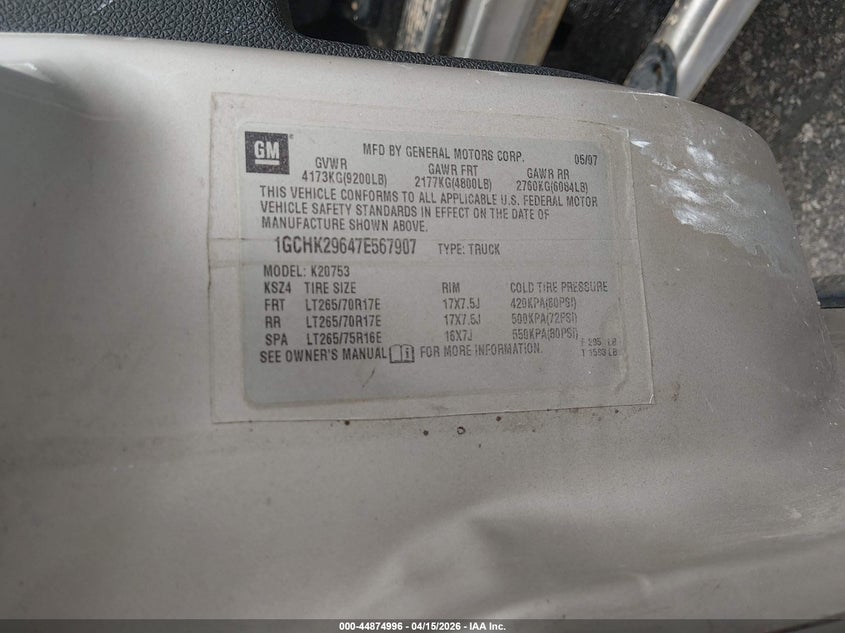 GM
MFD BY GENERAL MOTORS CORP. 05/07
GVWR GAWR FRT GAWR RR
4173KG(9200LB) 2177KG(4800LB) 2760KG(6084LB)
THIS VEHICLE CONFORMS TO ALL APPLICABLE U.S. FEDERAL MOTOR
VEHICLE SAFETY STANDARDS IN EFFECT ON THE DATE OF
MANUFACTURE SHOWN ABOVE.
1GCHK29647E567907 TYPE: TRUCK
MODEL: K20753
KSZ4 TIRE SIZE RIM COLD TIRE PRESSURE
FRT LT265/70R17E 17X7.5J 420KPA(60PSI)
RR LT265/70R17E 17X7.5J 500KPA(72PSI)
SPA LT265/75R16E 16X7J 550KPA(80PSI)
SEE OWNER'S MANUAL FOR MORE INFORMATION.
T 1583 LB
000-44874996 - 04/15/2026 - IAA Inc.